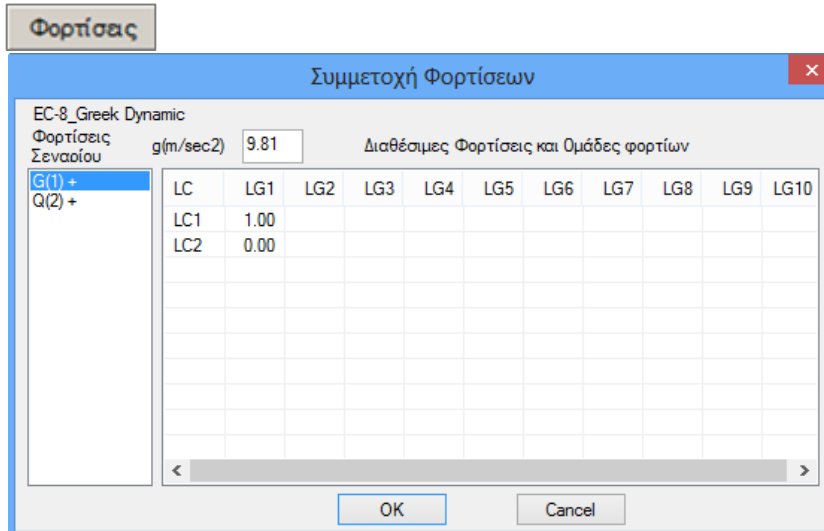 Φορτίσεις
Συμμετοχή Φορτίσεων
EC-8_Greek Dynamic
Φορτίσεις Σεναρίου
g(m/sec2) 9.81
Διαθέσιμες Φορτίσεις και Ομάδες φορτίων
G(1) +
Q(2) +
LC LG1 LG2 LG3 LG4 LG5 LG6 LG7 LG8 LG9 LG10
LC1 1.00
LC2 0.00
OK Cancel